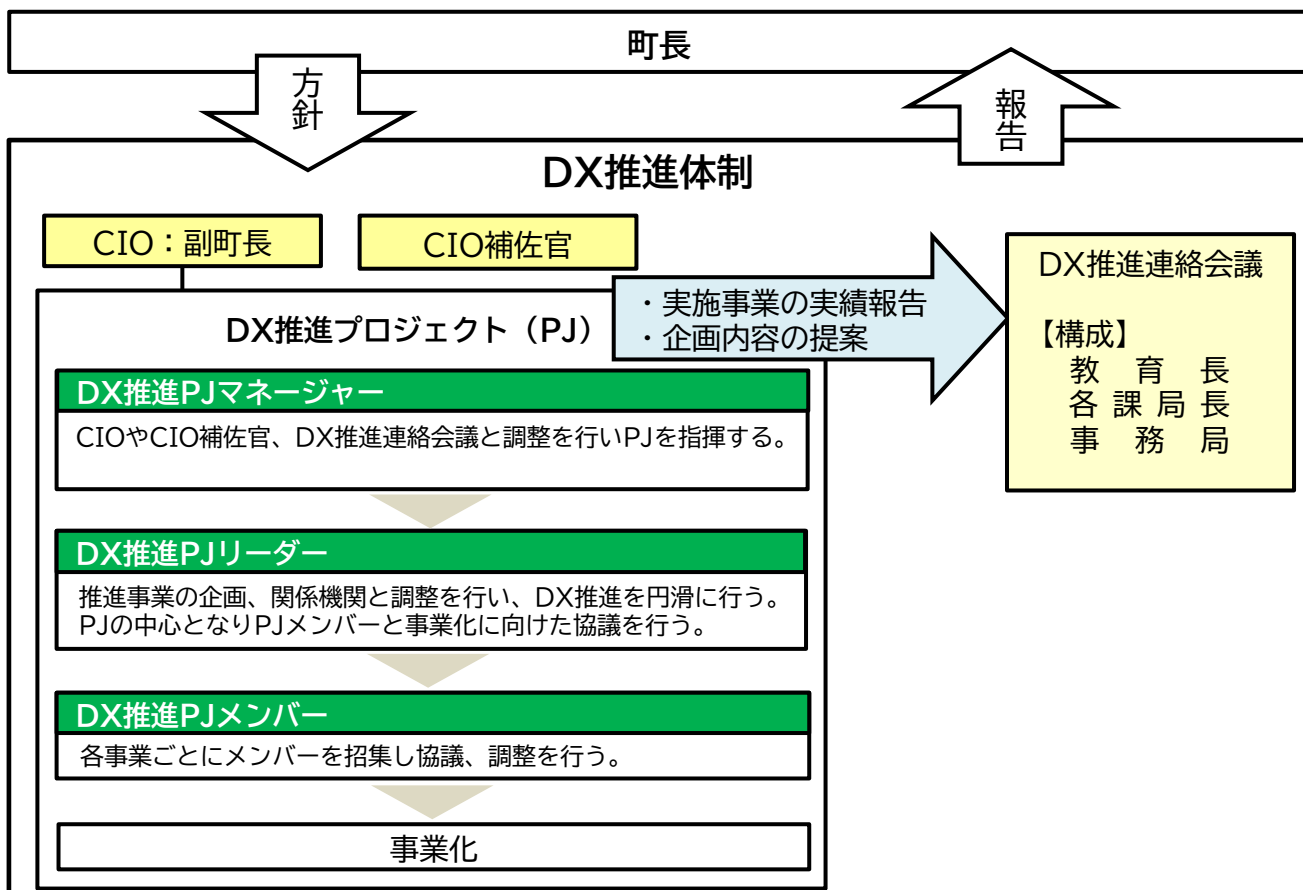 町長
方針
報告
DX推進体制
CIO：副町長
CIO補佐官
DX推進プロジェクト（PJ）
・実施事業の実績報告
・企画内容の提案
DX推進連絡会議
【構成】
教育長
各課局長
事務局
DX推進PJマネージャー
CIOやCIO補佐官、DX推進連絡会議と調整を行いPJを指揮する。
DX推進PJリーダー
推進事業の企画、関係機関と調整を行い、DX推進を円滑に行う。
PJの中心となりPJメンバーと事業化に向けた協議を行う。
DX推進PJメンバー
各事業ごとにメンバーを招集し協議、調整を行う。
事業化